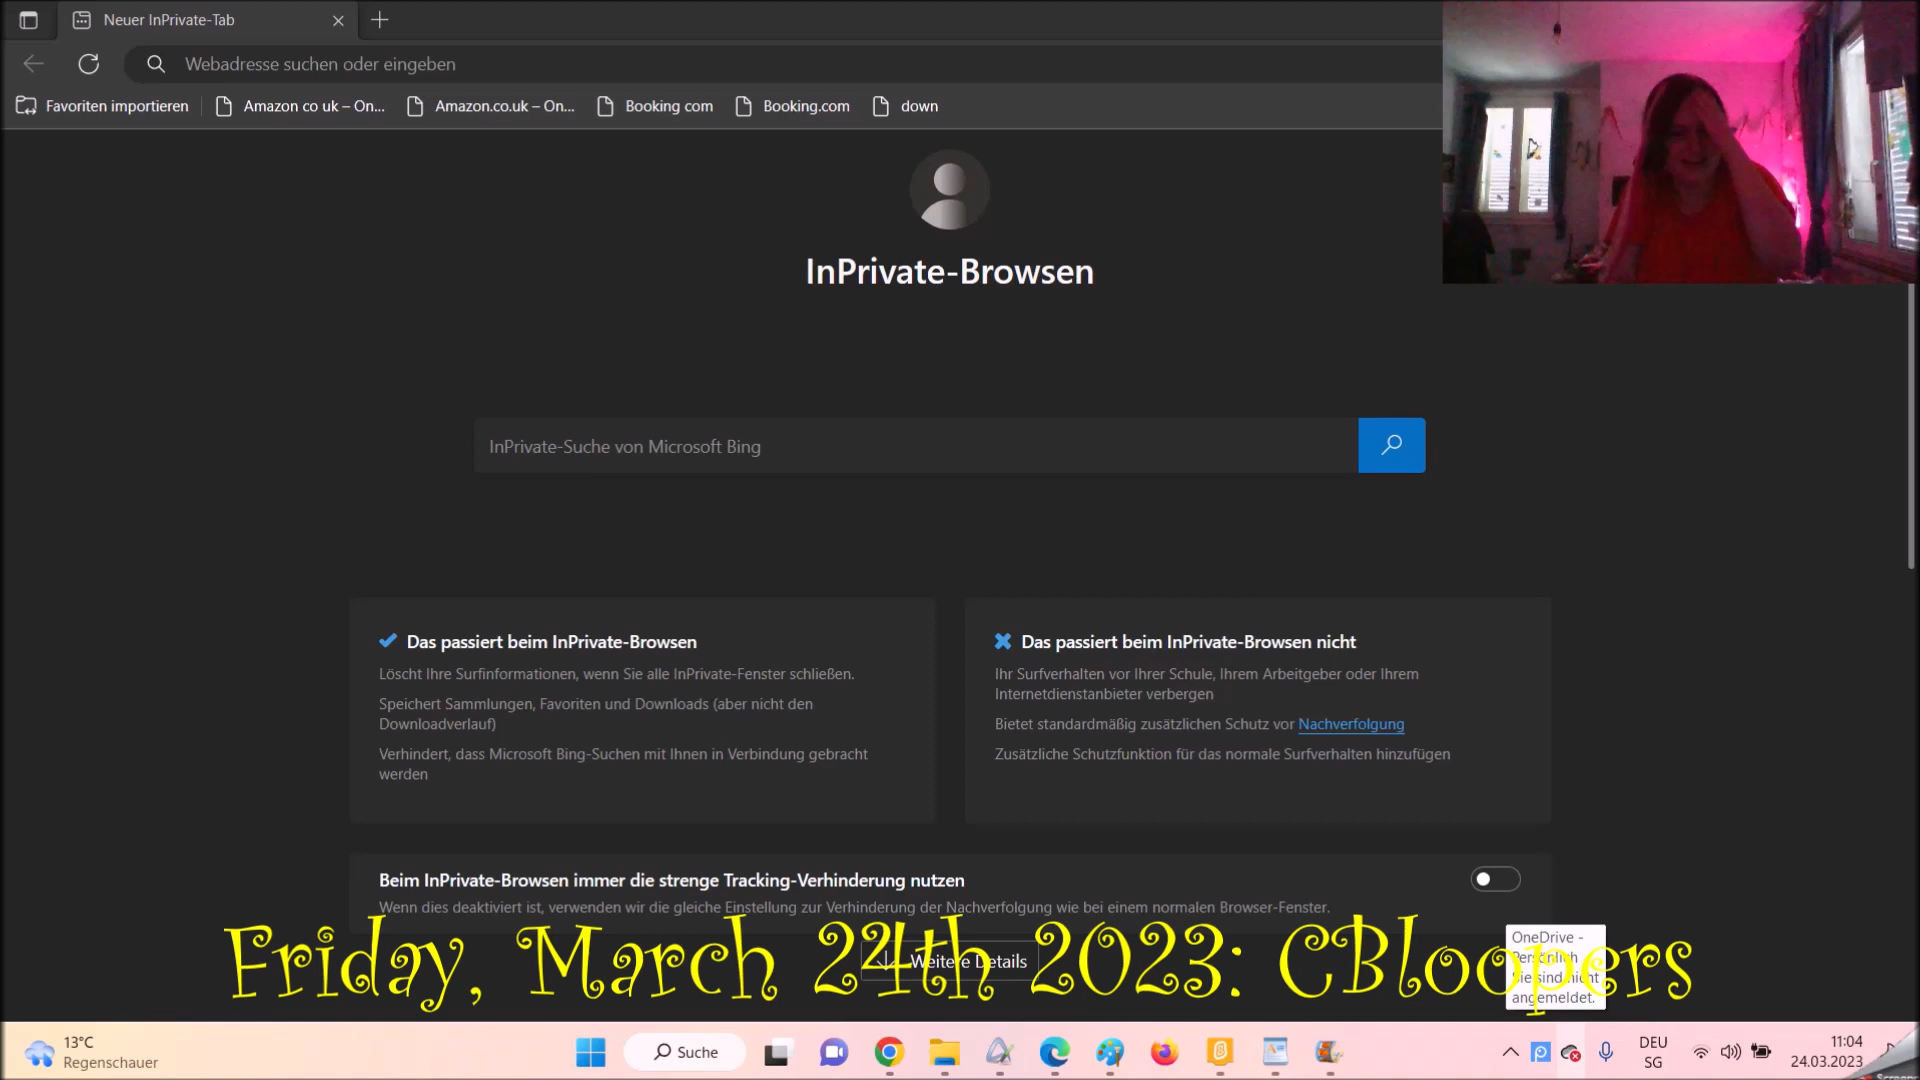 Neuer InPrivate-Tab
Webadresse suchen oder eingeben
Favoriten importieren
Amazon co uk – On...
Amazon.co.uk – On...
Booking com
Booking.com
down
InPrivate-Browsen
InPrivate-Suche von Microsoft Bing
Das passiert beim InPrivate-Browsen
Löscht Ihre Surfinformationen, wenn Sie alle InPrivate-Fenster schließen.
Speichert Sammlungen, Favoriten und Downloads (aber nicht den
Downloadverlauf)
Verhindert, dass Microsoft Bing-Suchen mit Ihnen in Verbindung gebracht
werden
Das passiert beim InPrivate-Browsen nicht
Ihr Surfverhalten vor Ihrer Schule, Ihrem Arbeitgeber oder Ihrem
Internetdienstanbieter verbergen
Bietet standardmäßig zusätzlichen Schutz vor Nachverfolgung
Zusätzliche Schutzfunktion für das normale Surfverhalten hinzufügen
Beim InPrivate-Browsen immer die strenge Tracking-Verhinderung nutzen
Wenn dies deaktiviert ist, verwenden wir die gleiche Einstellung zur Verhinderung der Nachverfolgung wie bei einem normalen Browser-Fenster.
Weitere Details
OneDrive -
Persönlich
Sie sind nicht
angemeldet.
Friday, March 24th 2023: CBloopers
13°C
Regenschauer
Suche
DEU
SG
11:04
24.03.2023